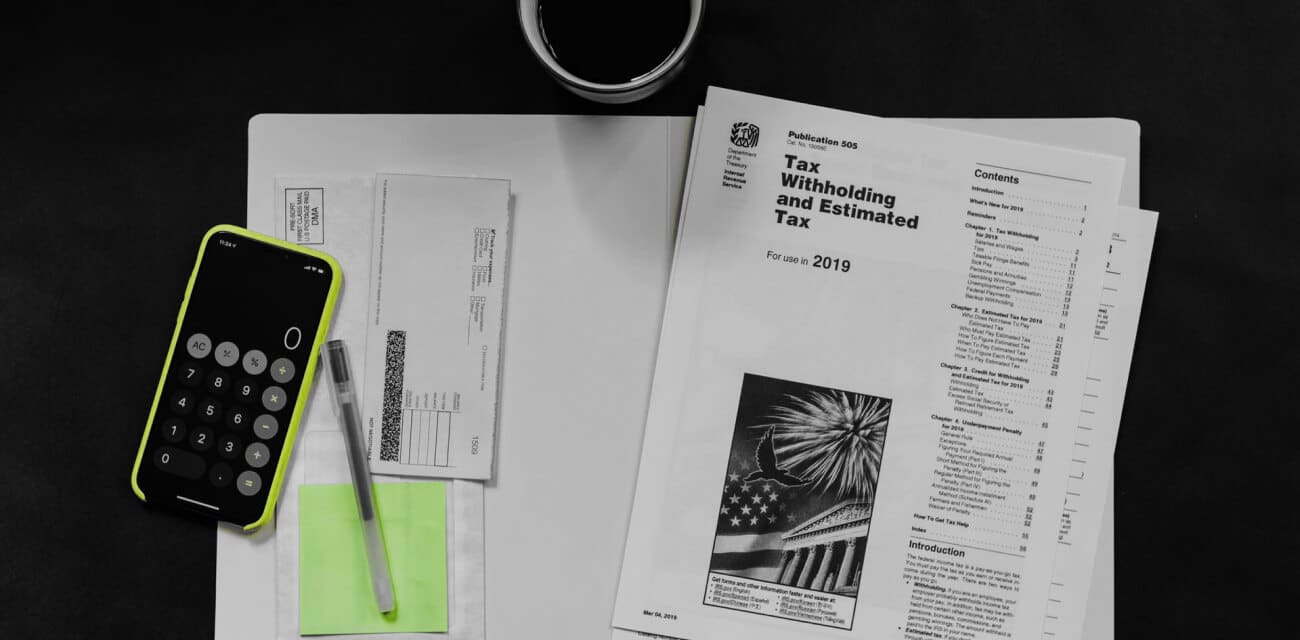 11:24
0
AC
%
÷
7
8
9
×
4
5
6
−
1
2
3
+
0
.
=
PRE-SORT
FIRST CLASS MAIL
U.S POSTAGE PAID
DMA
Track your expenses.
NOT NEGOTIABLE
1509
Department
of the
Treasury
Internal
Revenue
Service
Publication 505
Cat. No.
Tax
Withholding
and Estimated
Tax
For use in 2019
Get forms and other information faster and easier at:
• IRS.gov (English)
• IRS.gov/Spanish (Español)
• IRS.gov/Chinese (中文)
• IRS.gov/Korean (한국어)
• IRS.gov/Russian (Русский)
• IRS.gov/Vietnamese
Mar 04, 2019
Contents
Introduction
What's New for 2019
Reminders
Chapter 1. Tax Withholding
for 2019
Salaries and Wages
Tips
Taxable Fringe Benefits
Sick Pay
Pensions and Annuities
Gambling Winnings
Unemployment Compensation
Federal Payments
Backup Withholding
Chapter 2. Estimated Tax for 2019
Who Does Not Have To Pay
Estimated Tax
Who Must Pay Estimated Tax
How To Figure Estimated Tax
When To Pay Estimated Tax
How To Figure Each Payment
How To Pay Estimated Tax
Chapter 3. Credit for Withholding
and Estimated Tax for 2018
Withholding
Estimated Tax
Excess Social Security or
Railroad Retirement Tax
Withholding
Chapter 4. Underpayment Penalty
for 2018
General Rule
Exceptions
Figuring Your Required Annual
Payment (Part I)
Short Method for Figuring the
Penalty (Part III)
Regular Method for Figuring the
Penalty (Part IV)
Annualized Income Installment
Method (Schedule AI)
Farmers and Fishermen
Waiver of Penalty
How To Get Tax Help
Index
Introduction
The federal income tax is a pay-as-you-go tax.
You must pay the tax as you earn or receive in-
come during the year. There are two ways to
pay as you go.
• Withholding. If you are an employee, your
employer probably withholds income tax
from your pay. In addition, tax may be with-
held from certain other income, such as
pensions, bonuses, commissions, and
gambling winnings. The amount withheld is
paid to the IRS in your name.
• Estimated tax.